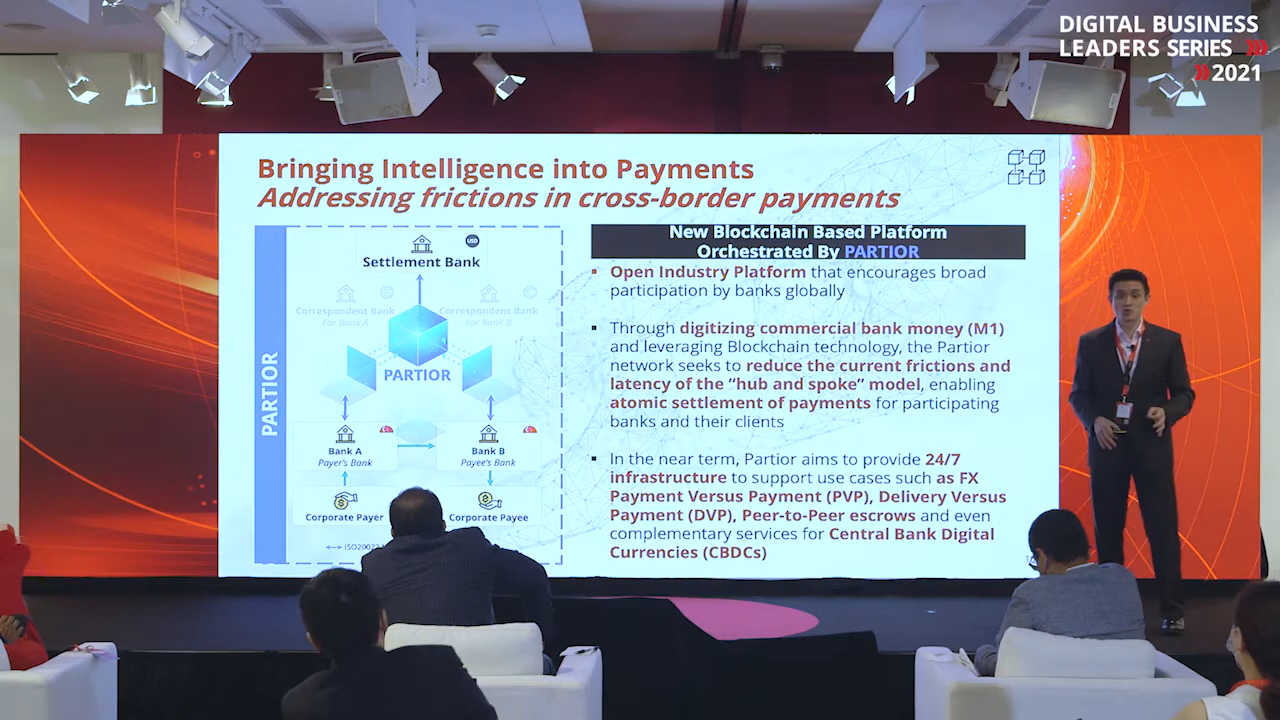 DIGITAL BUSINESS
LEADERS SERIES
2021
Bringing Intelligence into Payments
Addressing frictions in cross-border payments
PARTIOR
USD
Settlement Bank
Correspondent Bank
For Bank A
Correspondent Bank
For Bank B
PARTIOR
Bank A
Payer's Bank
Bank B
Payee's Bank
Corporate Payer
Corporate Payee
New Blockchain Based Platform
Orchestrated By PARTIOR
▪ Open Industry Platform that encourages broad
participation by banks globally
▪ Through digitizing commercial bank money (M1)
and leveraging Blockchain technology, the Partior
network seeks to reduce the current frictions and
latency of the “hub and spoke” model, enabling
atomic settlement of payments for participating
banks and their clients
▪ In the near term, Partior aims to provide 24/7
infrastructure to support use cases such as FX
Payment Versus Payment (PVP), Delivery Versus
Payment (DVP), Peer-to-Peer escrows and even
complementary services for Central Bank Digital
Currencies (CBDCs)